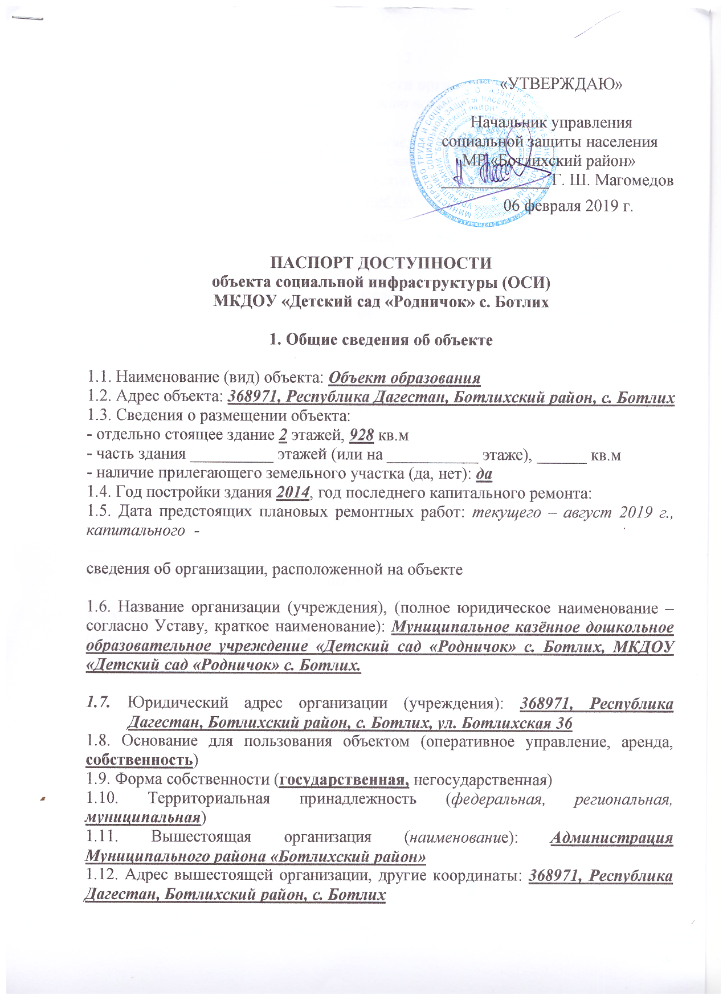 «УТВЕРЖДАЮ»
Начальник управления
социальной защиты населения
МР «Ботлихский район»
_____________Г. Ш. Магомедов
06 февраля 2019 г.
ПАСПОРТ ДОСТУПНОСТИ
объекта социальной инфраструктуры (ОСИ)
МКДОУ «Детский сад «Родничок» с. Ботлих
1. Общие сведения об объекте
1.1. Наименование (вид) объекта: Объект образования
1.2. Адрес объекта: 368971, Республика Дагестан, Ботлихский район, с. Ботлих
1.3. Сведения о размещении объекта:
- отдельно стоящее здание 2 этажей, 928 кв.м
- часть здания __________ этажей (или на ___________ этаже), ______ кв.м
- наличие прилегающего земельного участка (да, нет): да
1.4. Год постройки здания 2014, год последнего капитального ремонта:
1.5. Дата предстоящих плановых ремонтных работ: текущего – август 2019 г.,
капитального -
сведения об организации, расположенной на объекте
1.6. Название организации (учреждения), (полное юридическое наименование –
согласно Уставу, краткое наименование): Муниципальное казённое дошкольное
образовательное учреждение «Детский сад «Родничок» с. Ботлих, МКДОУ
«Детский сад «Родничок» с. Ботлих.
1.7. Юридический адрес организации (учреждения): 368971, Республика
Дагестан, Ботлихский район, с. Ботлих, ул. Ботлихская 36
1.8. Основание для пользования объектом (оперативное управление, аренда,
собственность)
1.9. Форма собственности (государственная, негосударственная)
1.10. Территориальная принадлежность (федеральная, региональная,
муниципальная)
1.11. Вышестоящая организация (наименование): Администрация
Муниципального района «Ботлихский район»
1.12. Адрес вышестоящей организации, другие координаты: 368971, Республика
Дагестан, Ботлихский район, с. Ботлих